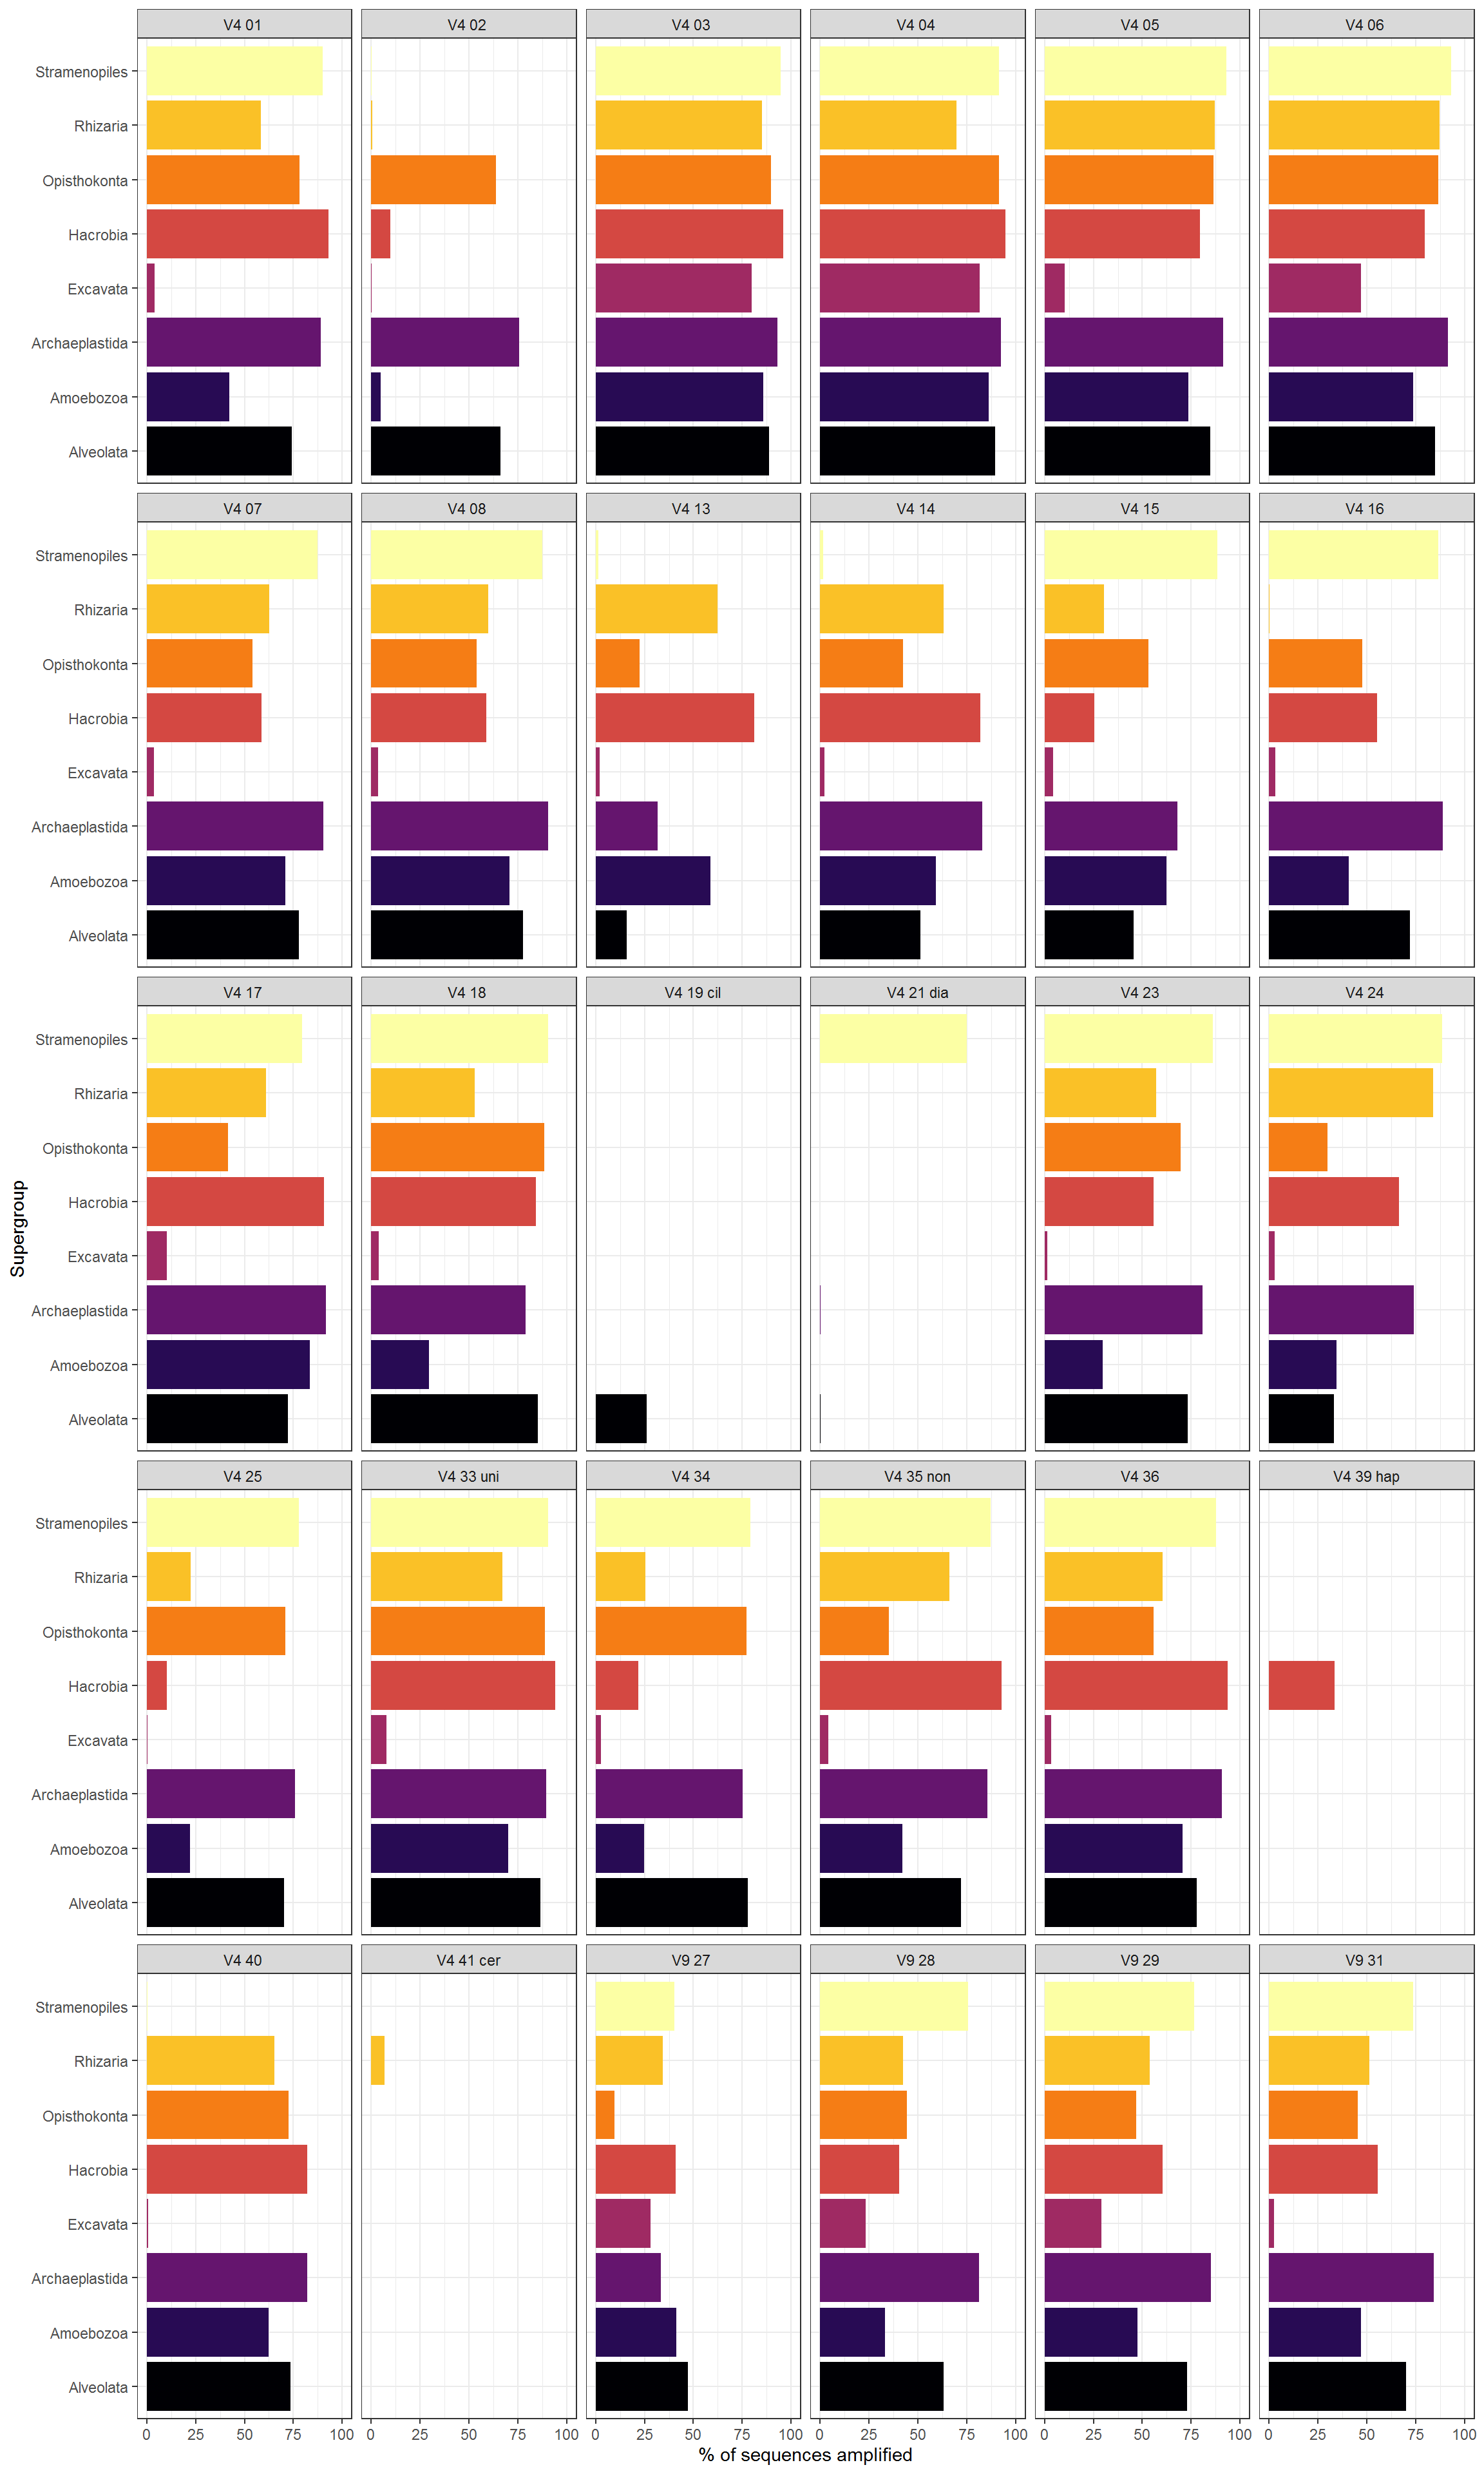 V4 01 V4 02 V4 03 V4 04 V4 05 V4 06
Stramenopiles
Rhizaria
Opisthokonta
Hacrobia
Excavata
Archaeplastida
Amoebozoa
Alveolata
V4 07 V4 08 V4 13 V4 14 V4 15 V4 16
Stramenopiles
Rhizaria
Opisthokonta
Hacrobia
Excavata
Archaeplastida
Amoebozoa
Alveolata
V4 17 V4 18 V4 19 cil V4 21 dia V4 23 V4 24
Stramenopiles
Rhizaria
Opisthokonta
Hacrobia
Excavata
Archaeplastida
Amoebozoa
Alveolata
Supergroup
V4 25 V4 33 uni V4 34 V4 35 non V4 36 V4 39 hap
Stramenopiles
Rhizaria
Opisthokonta
Hacrobia
Excavata
Archaeplastida
Amoebozoa
Alveolata
V4 40 V4 41 cer V9 27 V9 28 V9 29 V9 31
Stramenopiles
Rhizaria
Opisthokonta
Hacrobia
Excavata
Archaeplastida
Amoebozoa
Alveolata
0 25 50 75 100 0 25 50 75 100 0 25 50 75 100 0 25 50 75 100 0 25 50 75 100 0 25 50 75 100
% of sequences amplified